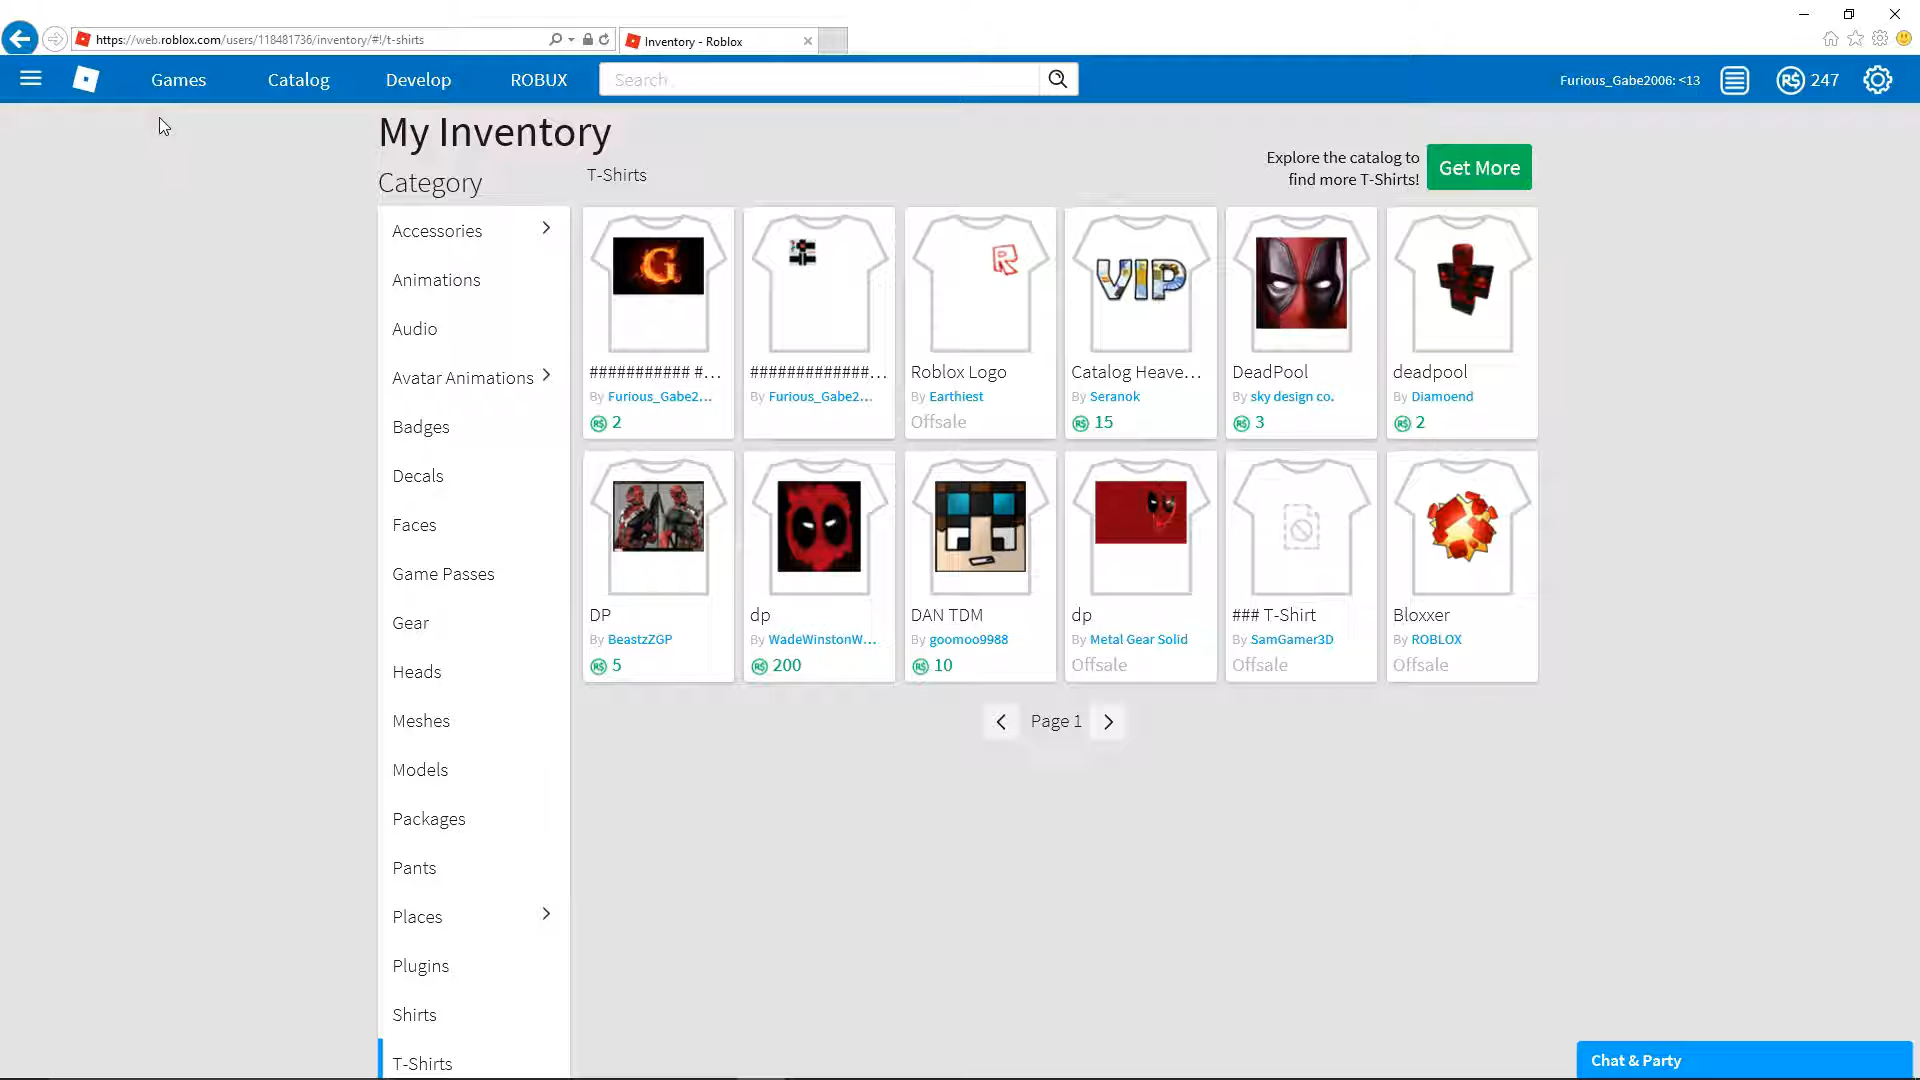 https://web.roblox.com/users/118481736/inventory/#!/t-shirts
Inventory - Roblox
Games
Catalog
Develop
ROBUX
Search
Furious_Gabe2006: <13
R$ 247
My Inventory
Category
T-Shirts
Explore the catalog to
find more T-Shirts!
Get More
Accessories
Animations
Audio
Avatar Animations
Badges
Decals
Faces
Game Passes
Gear
Heads
Meshes
Models
Packages
Pants
Places
Plugins
Shirts
T-Shirts
G
R
VIP
########### #...
By Furious_Gabe2...
R$ 2
#############...
By Furious_Gabe2...
Roblox Logo
By Earthiest
Offsale
Catalog Heave...
By Seranok
R$ 15
DeadPool
By sky design co.
R$ 3
deadpool
By Diamoend
R$ 2
DP
By BeastzZGP
R$ 5
dp
By WadeWinstonW...
R$ 200
DAN TDM
By goomoo9988
R$ 10
dp
By Metal Gear Solid
Offsale
### T-Shirt
By SamGamer3D
Offsale
Bloxxer
By ROBLOX
Offsale
Page 1
Chat & Party